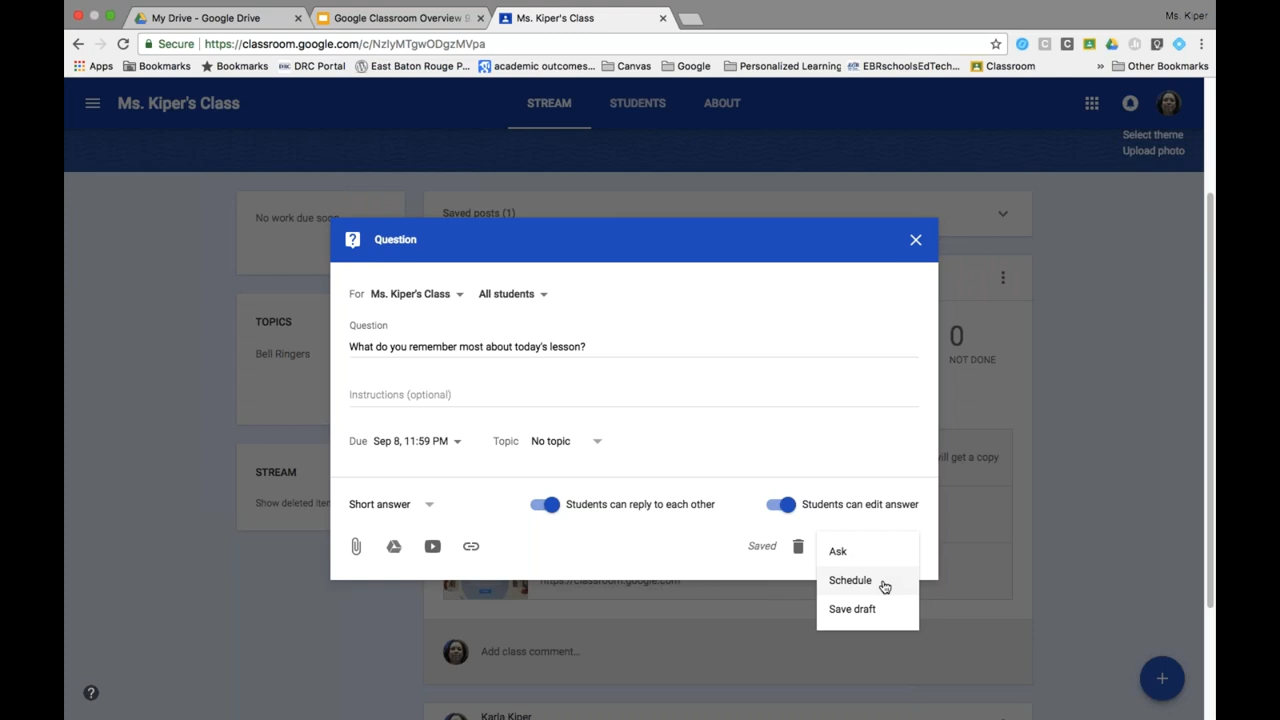 My Drive - Google Drive
Google Classroom Overview
Ms. Kiper's Class
Ms. Kiper
Secure
https://classroom.google.com/c/NzIyMTgwODgzMVpa
Apps
Bookmarks
Bookmarks
DRC Portal
East Baton Rouge P...
academic outcomes...
Canvas
Google
Personalized Learning
EBRschoolsEdTech...
Classroom
»
Other Bookmarks
Ms. Kiper's Class
STREAM
STUDENTS
ABOUT
Select theme
Upload photo
No work due soon
Saved posts (1)
Question
For Ms. Kiper's Class All students
TOPICS
Bell Ringers
Question
What do you remember most about today's lesson?
0
NOT DONE
Instructions (optional)
Due Sep 8, 11:59 PM Topic No topic
will get a copy
STREAM
Show deleted item
Short answer
Students can reply to each other
Students can edit answer
Saved
Ask
Schedule
Save draft
https://classroom.google.com
Add class comment...
Karla Kiper